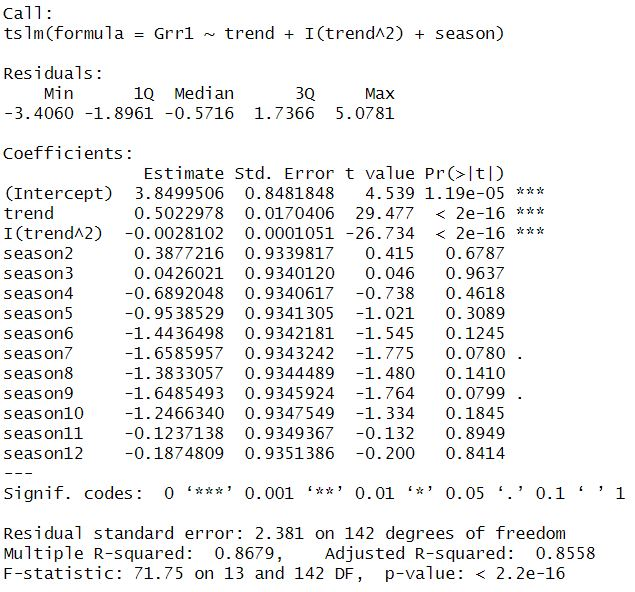 Call:
tslm(formula = Grr1 ~ trend + I(trend^2) + season)
Residuals:
Min 1Q Median 3Q Max
-3.4060 -1.8961 -0.5716 1.7366 5.0781
Coefficients:
Estimate Std. Error t value Pr(>|t|)
(Intercept) 3.8499506 0.8481848 4.539 1.19e-05 ***
trend 0.5022978 0.0170406 29.477 < 2e-16 ***
I(trend^2) -0.0028102 0.0001051 -26.734 < 2e-16 ***
season2 0.3877216 0.9339817 0.415 0.6787
season3 0.0426021 0.9340120 0.046 0.9637
season4 -0.6892048 0.9340617 -0.738 0.4618
season5 -0.9538529 0.9341305 -1.021 0.3089
season6 -1.4436498 0.9342181 -1.545 0.1245
season7 -1.6585957 0.9343242 -1.775 0.0780 .
season8 -1.3833057 0.9344489 -1.480 0.1410
season9 -1.6485493 0.9345924 -1.764 0.0799 .
season10 -1.2466340 0.9347549 -1.334 0.1845
season11 -0.1237138 0.9349367 -0.132 0.8949
season12 -0.1874809 0.9351386 -0.200 0.8414
---
Signif. codes: 0 ‘***’ 0.001 ‘**’ 0.01 ‘*’ 0.05 ‘.’ 0.1 ‘ ’ 1
Residual standard error: 2.381 on 142 degrees of freedom
Multiple R-squared: 0.8679, Adjusted R-squared: 0.8558
F-statistic: 71.75 on 13 and 142 DF, p-value: < 2.2e-16